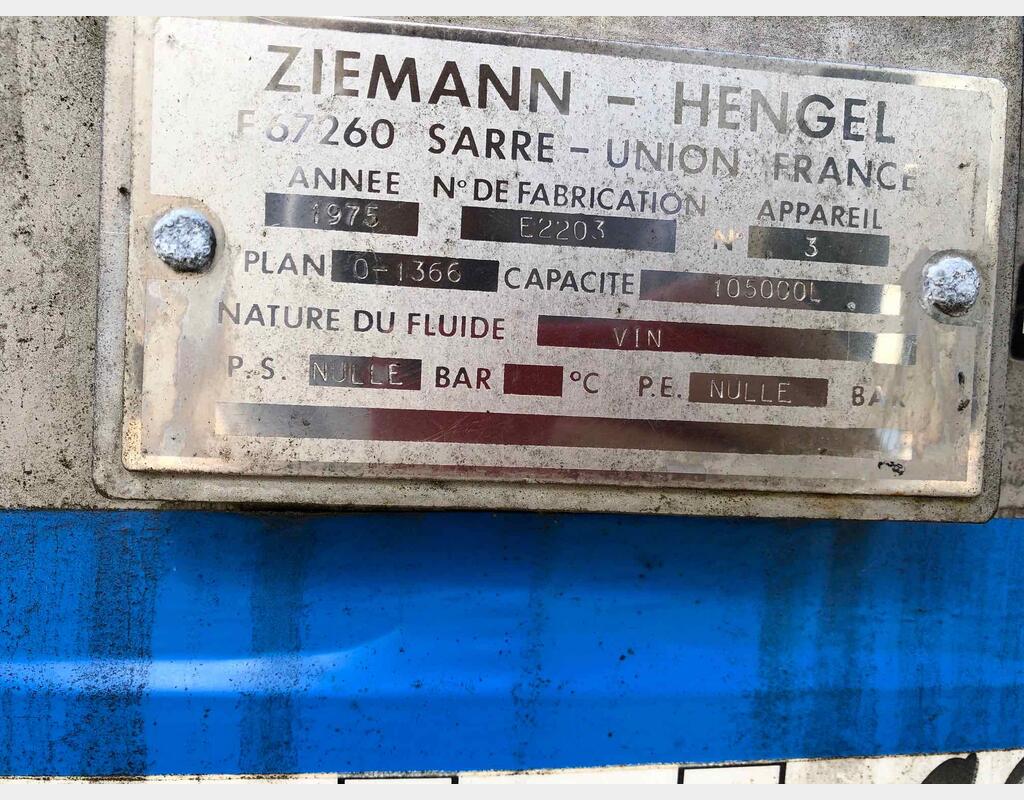 ZIEMANN - HENGEL
F 67260 SARRE - UNION FRANCE
ANNEE N° DE FABRICATION APPAREIL
1975 E2203 N° 3
PLAN 0-1366 CAPACITE 105000L
NATURE DU FLUIDE VIN
P.S. NULLE BAR °C P.E. NULLE BAR